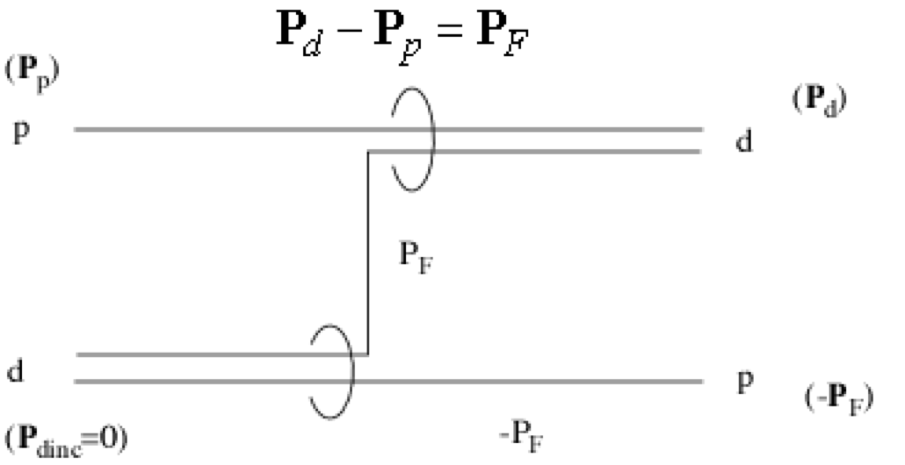 P_d − P_p = P_F
(P_p)
(P_d)
p
d
P_F
d
p
(-P_F)
(P_dinc=0)
-P_F